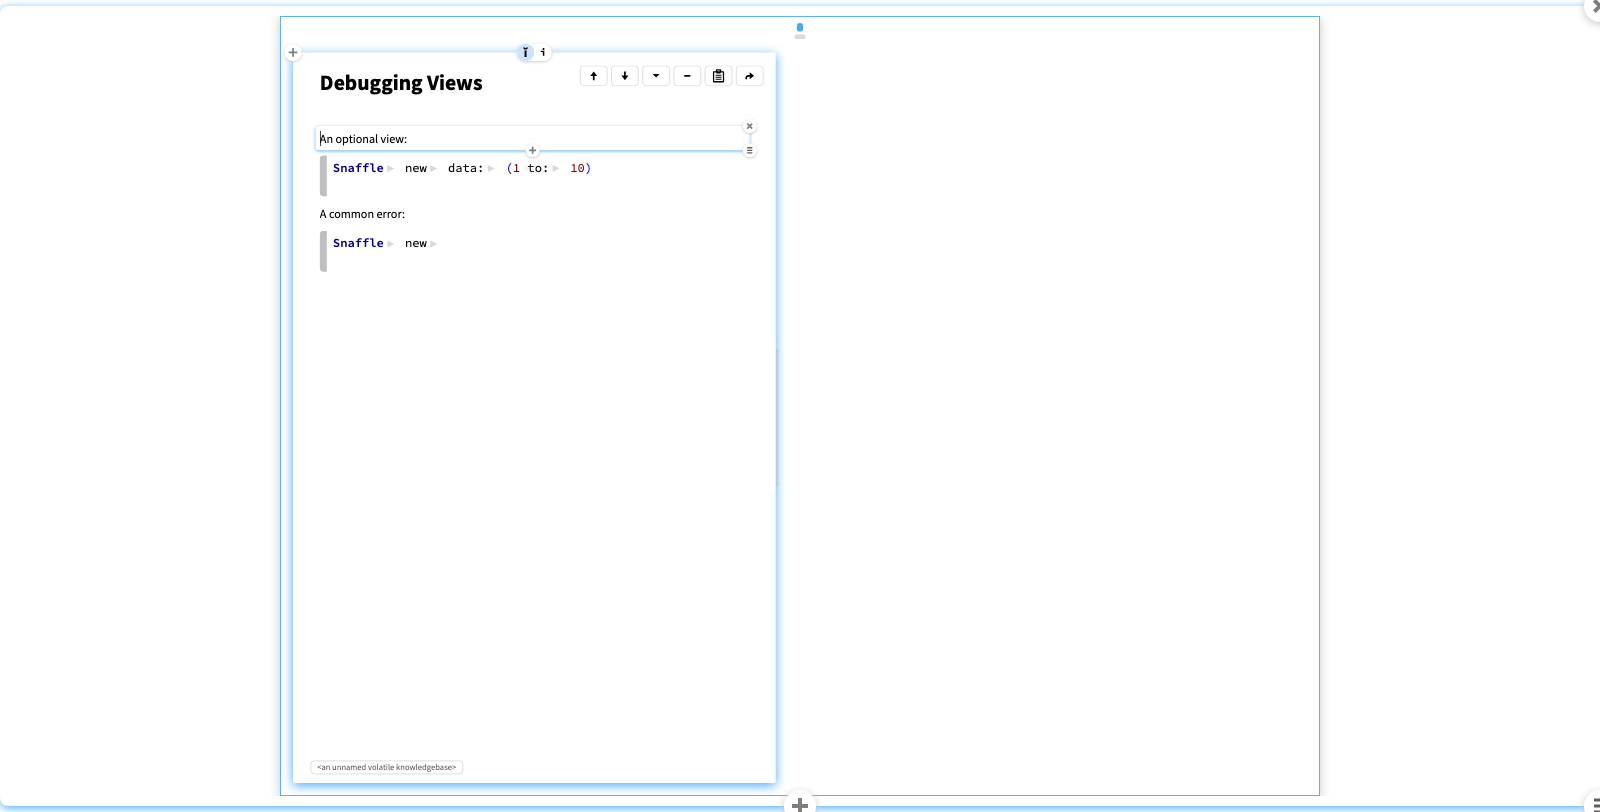 Debugging Views
An optional view:
Snaffle new data: (1 to: 10)
A common error:
Snaffle new
<an unnamed volatile knowledgebase>